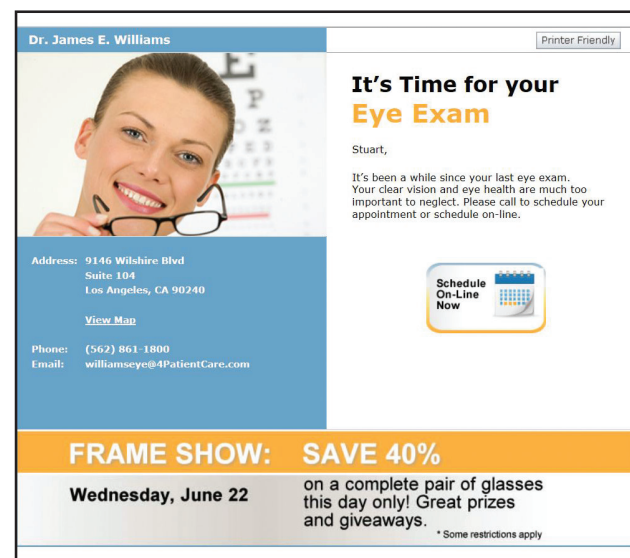 Dr. James E. Williams
Printer Friendly
It's Time for your
Eye Exam
Stuart,
It's been a while since your last eye exam.
Your clear vision and eye health are much too
important to neglect. Please call to schedule your
appointment or schedule on-line.
Schedule
On-Line
Now
Address: 9146 Wilshire Blvd
Suite 104
Los Angeles, CA 90240
View Map
Phone: (562) 861-1800
Email: williamseye@4PatientCare.com
FRAME SHOW: SAVE 40%
Wednesday, June 22
on a complete pair of glasses
this day only! Great prizes
and giveaways.
* Some restrictions apply